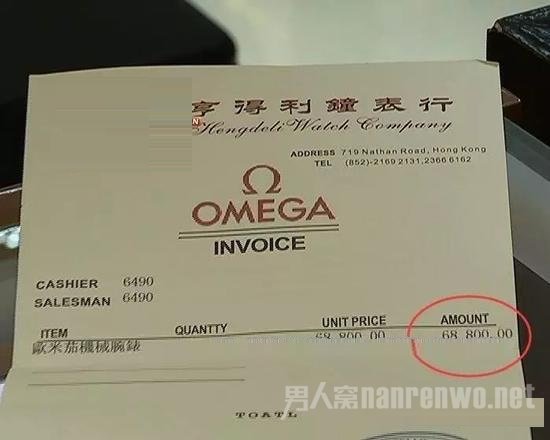 亨得利鐘表行
Hengdeli Watch Company
ADDRESS 719 Nathan Road, Hong Kong
TEL (852)-2169 2131,2366 6162
Ω
OMEGA
INVOICE
CASHIER 6490
SALESMAN 6490
ITEM QUANTTY UNIT PRICE AMOUNT
歐米茄機械腕錶 68,800.00 68,800.00
男人窝nanrenwo.net
TOATL